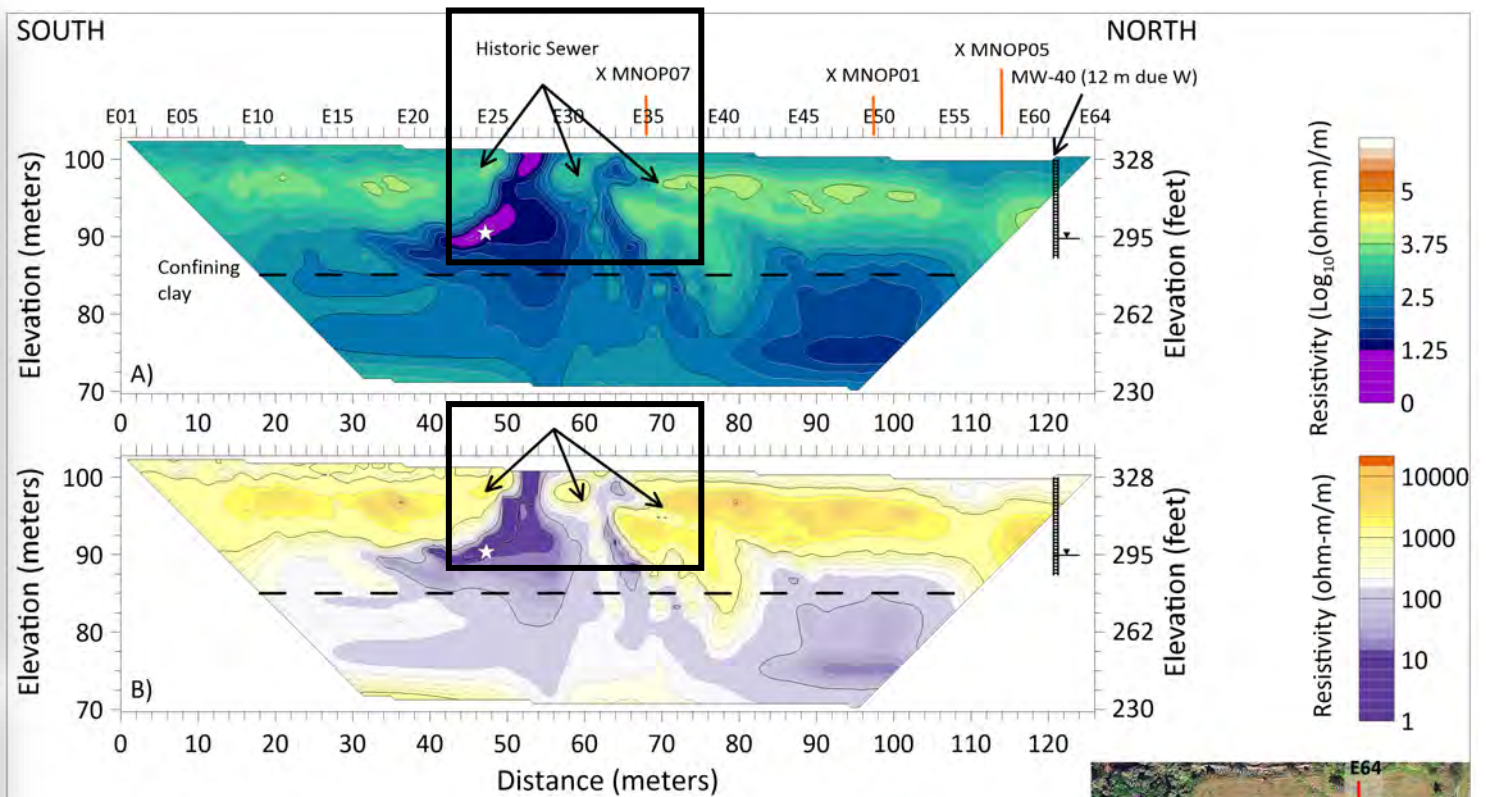 SOUTH
NORTH
Historic Sewer
X MNOP07
X MNOP01
X MNOP05
MW-40 (12 m due W)
E01 E05 E10 E15 E20 E25 E30 E35 E40 E45 E50 E55 E60 E64
Elevation (meters)
100
90
80
70
Confining
clay
A)
328
295
262
230
Elevation (feet)
Resistivity (Log10(ohm-m)/m)
5
3.75
2.5
1.25
0
0 10 20 30 40 50 60 70 80 90 100 110 120
Elevation (meters)
100
90
80
70
B)
328
295
262
230
Elevation (feet)
Resistivity (ohm-m/m)
10000
1000
100
10
1
0 10 20 30 40 50 60 70 80 90 100 110 120
Distance (meters)
E64